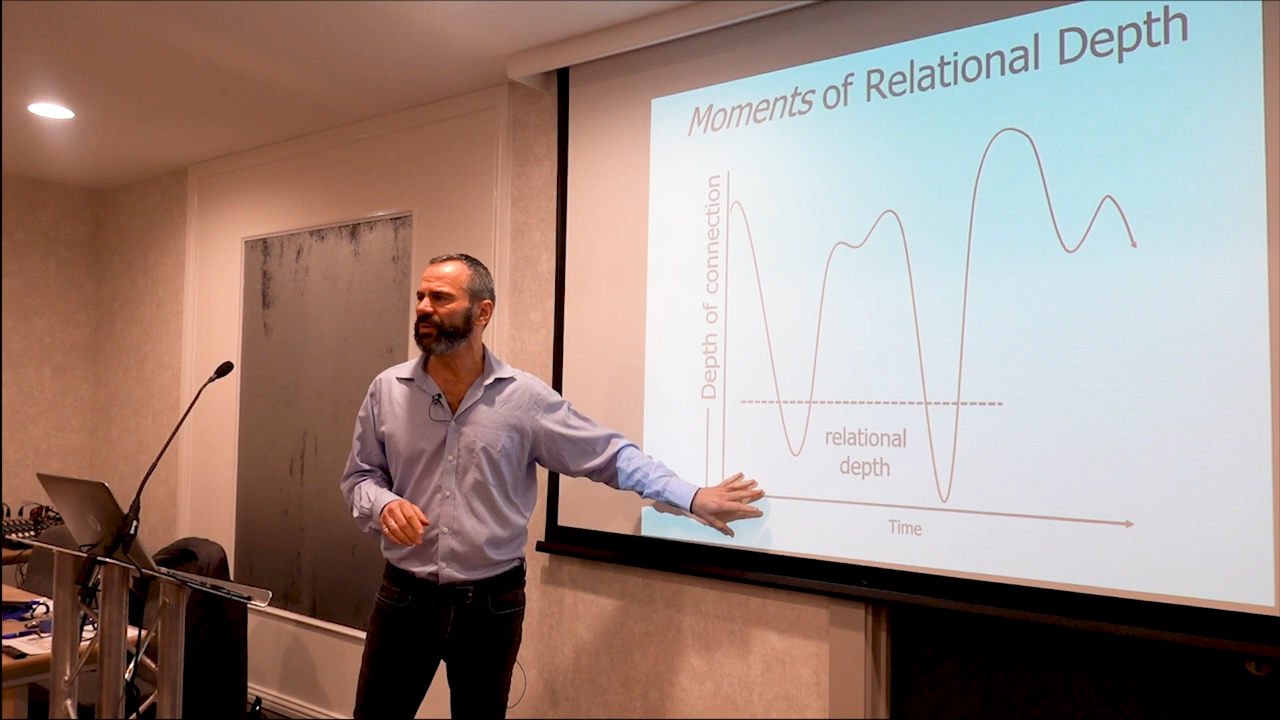 Moments of Relational Depth
Depth of connection
relational
depth
Time